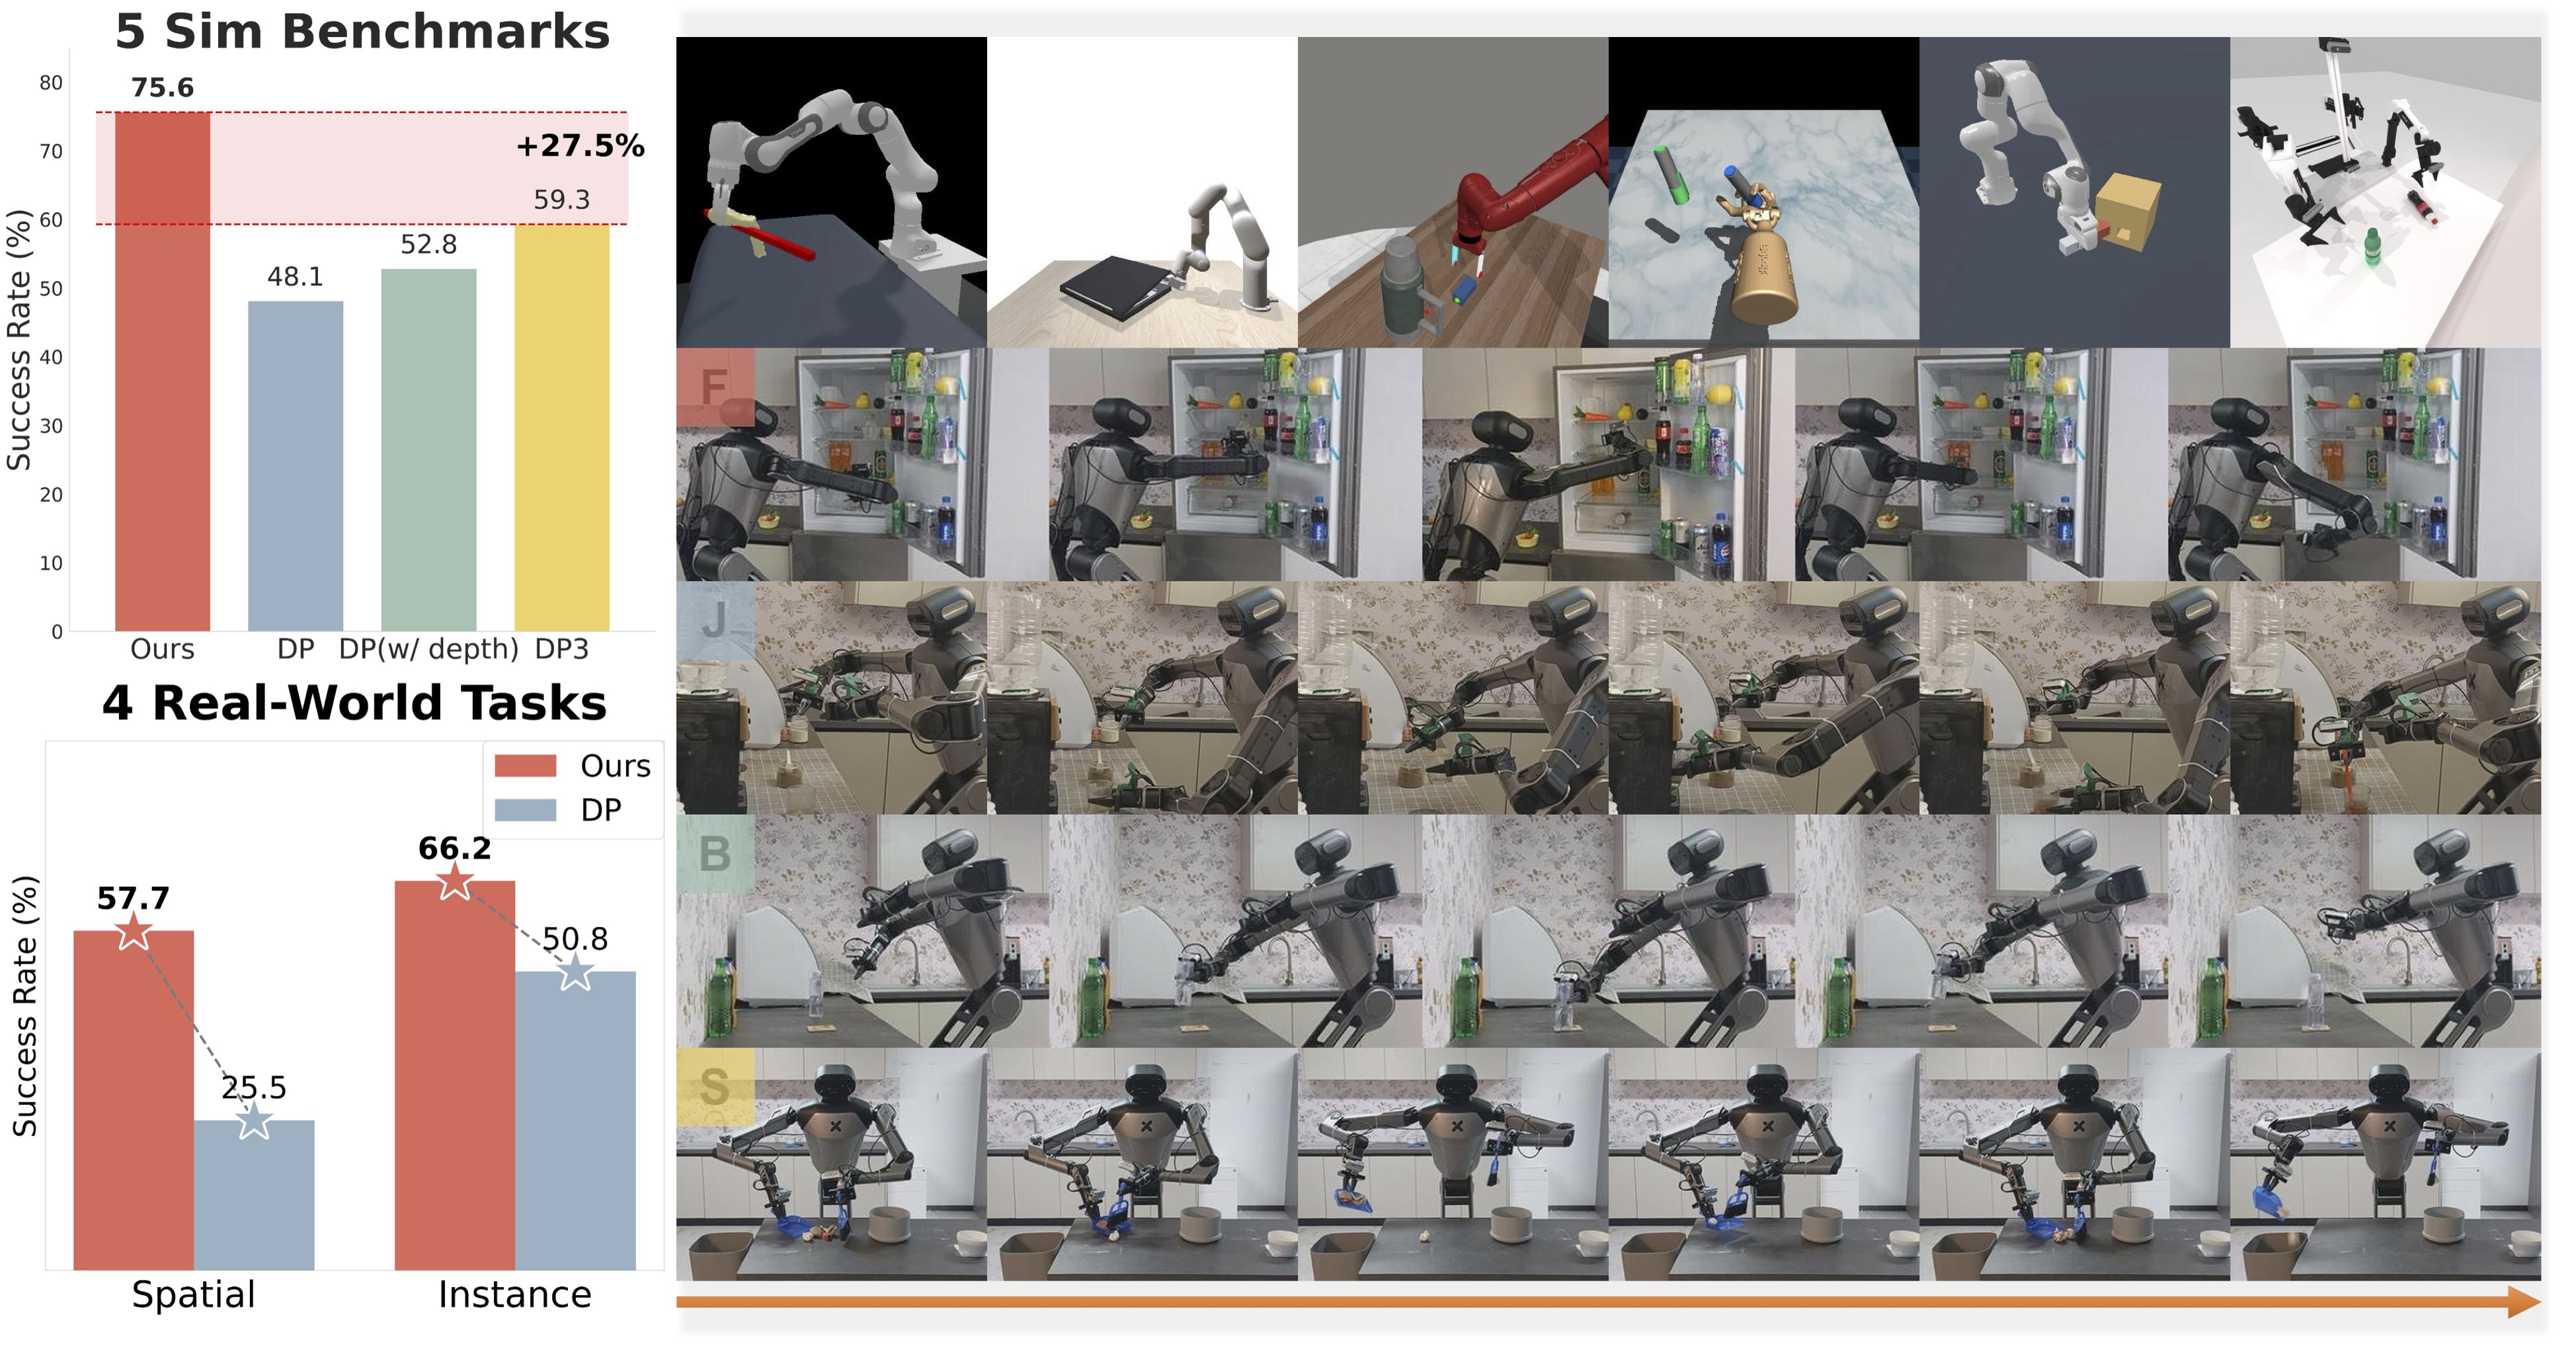 5 Sim Benchmarks
Success Rate (%)
80
70
60
50
40
30
20
10
0
75.6
48.1
52.8
59.3
+27.5%
Ours
DP
DP(w/ depth)
DP3
4 Real-World Tasks
Success Rate (%)
Ours
DP
57.7
25.5
66.2
50.8
Spatial
Instance
F
J
B
S